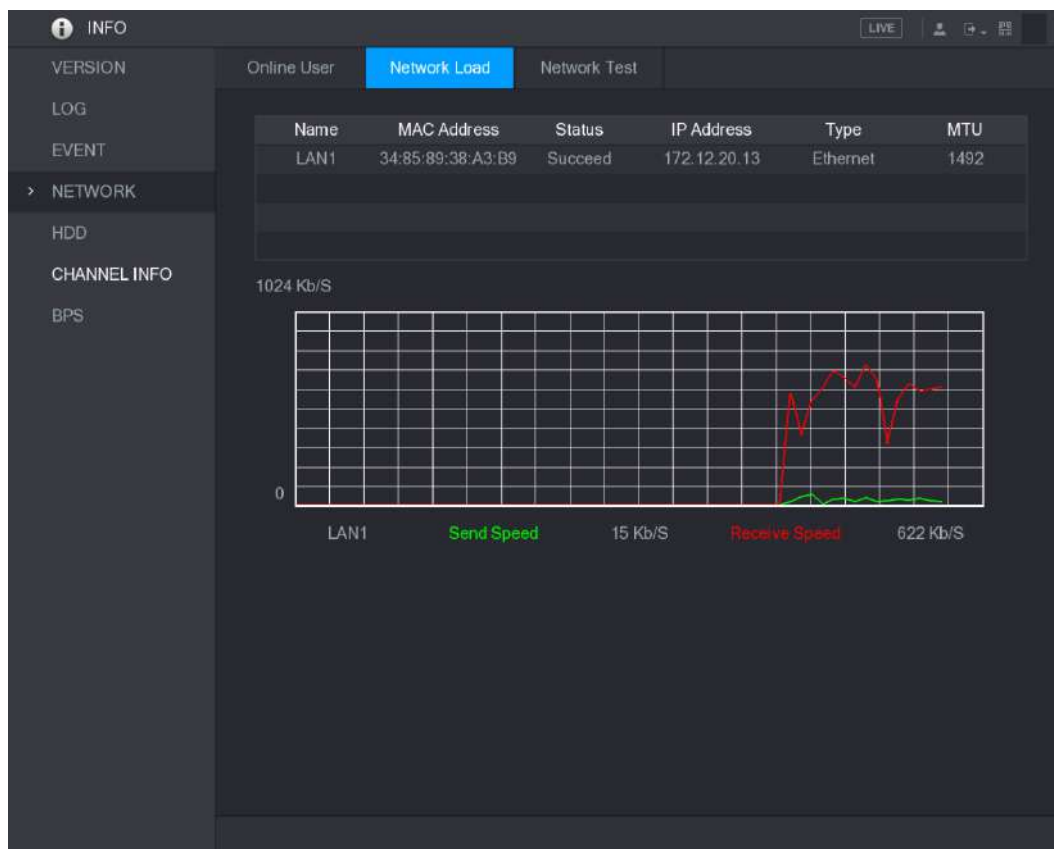 INFO LIVE
VERSION
LOG
EVENT
NETWORK
HDD
CHANNEL INFO
BPS
Online User Network Load Network Test
Name MAC Address Status IP Address Type MTU
LAN1 34:85:89:38:A3:B9 Succeed 172.12.20.13 Ethernet 1492
1024 Kb/S
0
LAN1 Send Speed 15 Kb/S Receive Speed 622 Kb/S